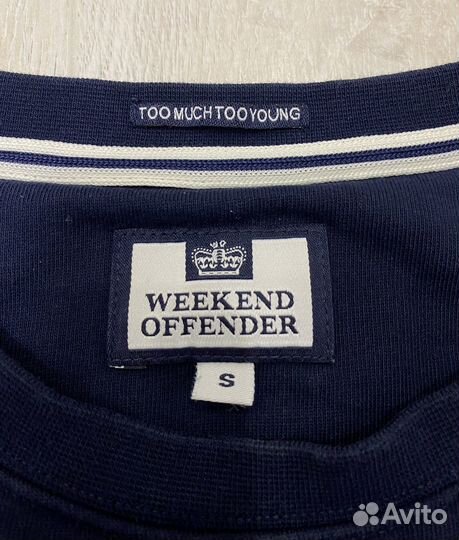 TOO MUCH TOO YOUNG
WEEKEND
OFFENDER
S
Avito